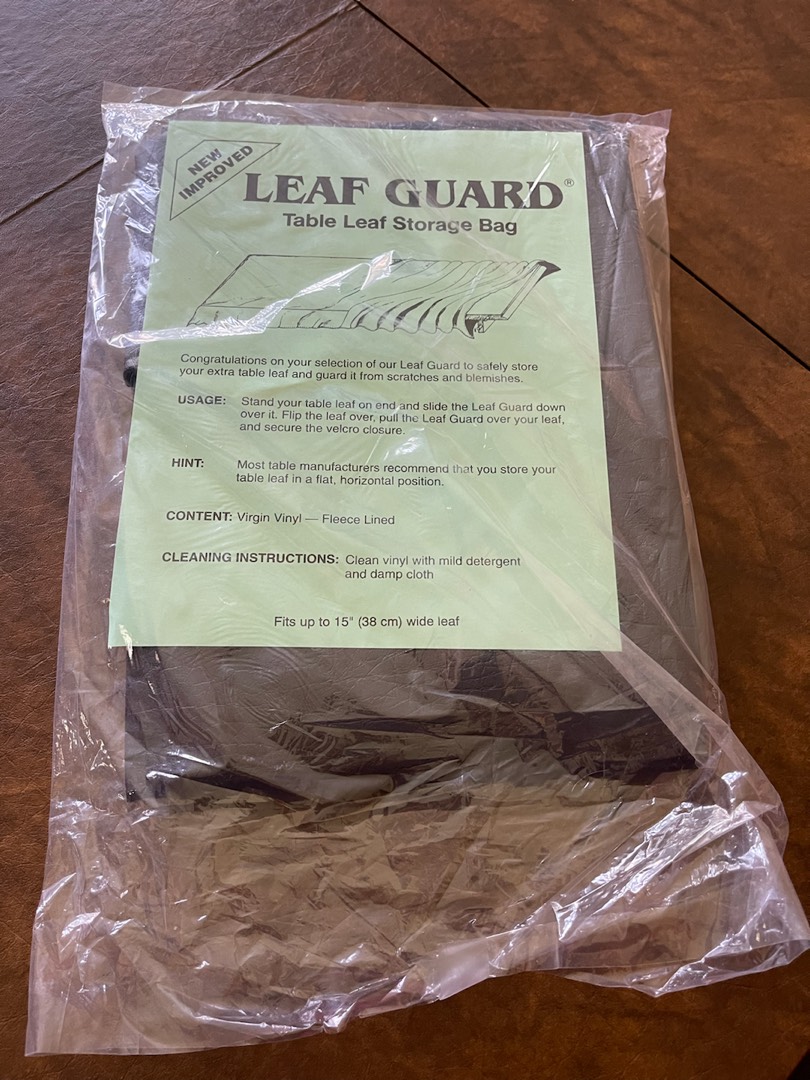 NEW
IMPROVED
LEAF GUARD®
Table Leaf Storage Bag
Congratulations on your selection of our Leaf Guard to safely store
your extra table leaf and guard it from scratches and blemishes.
USAGE: Stand your table leaf on end and slide the Leaf Guard down
over it. Flip the leaf over, pull the Leaf Guard over your leaf,
and secure the velcro closure.
HINT: Most table manufacturers recommend that you store your
table leaf in a flat, horizontal position.
CONTENT: Virgin Vinyl — Fleece Lined
CLEANING INSTRUCTIONS: Clean vinyl with mild detergent
and damp cloth
Fits up to 15" (38 cm) wide leaf